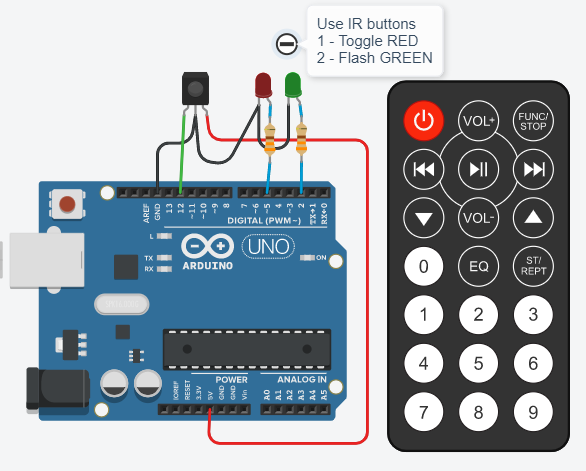 Use IR buttons
1 - Toggle RED
2 - Flash GREEN
VOL+
FUNC/
STOP
VOL-
0
EQ
ST/
REPT
1
2
3
4
5
6
7
8
9
AREF
GND
13
12
~11
~10
~9
8
7
~6
~5
4
~3
2
TX→1
RX←0
DIGITAL (PWM~)
L
TX
RX
ARDUINO
UNO
ON
POWER
ANALOG IN
IOREF
RESET
3.3V
5V
GND
GND
Vin
A0
A1
A2
A3
A4
A5